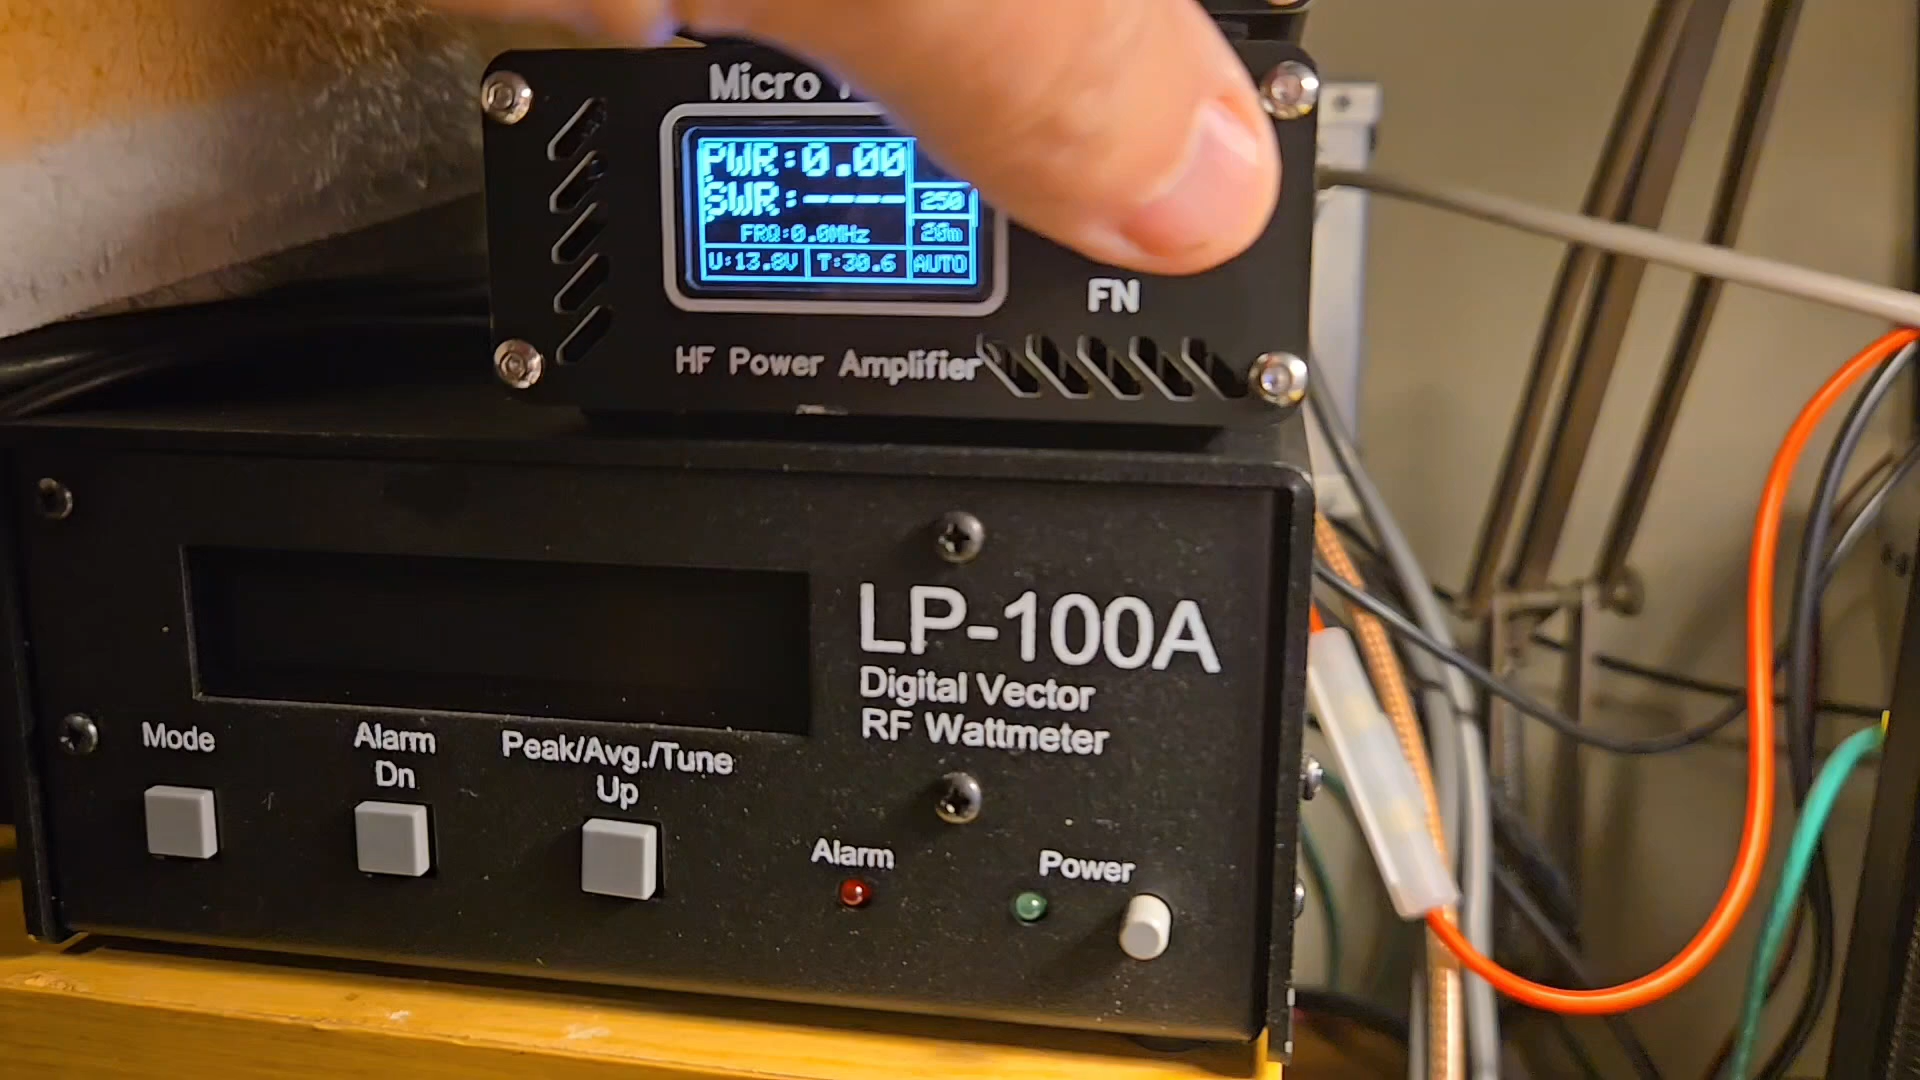 Micro
PWR:0.00
SWR:----
250
FRQ:0.0MHz
20m
U:13.8V
T:30.6
AUTO
FN
HF Power Amplifier
LP-100A
Digital Vector
RF Wattmeter
Mode
Alarm
Dn
Peak/Avg./Tune
Up
Alarm
Power